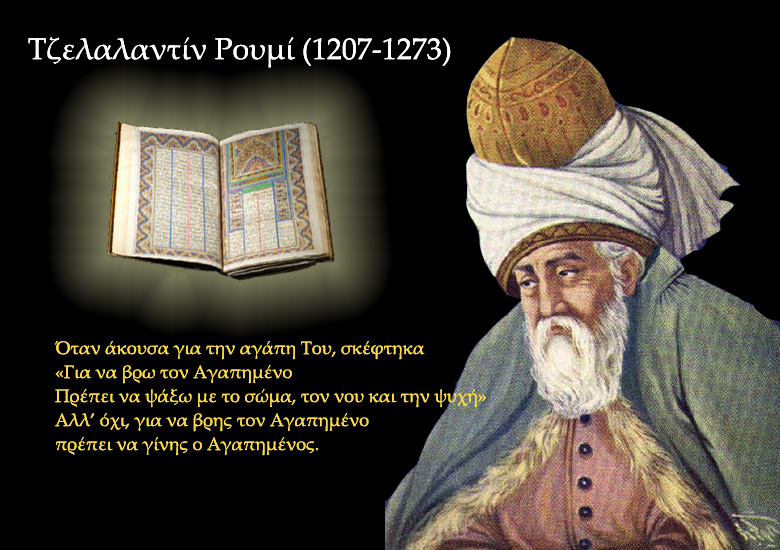 Τζελαλαντίν Ρουμί (1207-1273)
Όταν άκουσα για την αγάπη Του, σκέφτηκα
«Για να βρω τον Αγαπημένο
Πρέπει να ψάξω με το σώμα, τον νου και την ψυχή»
Αλλ’ όχι, για να βρης τον Αγαπημένο
πρέπει να γίνης ο Αγαπημένος.